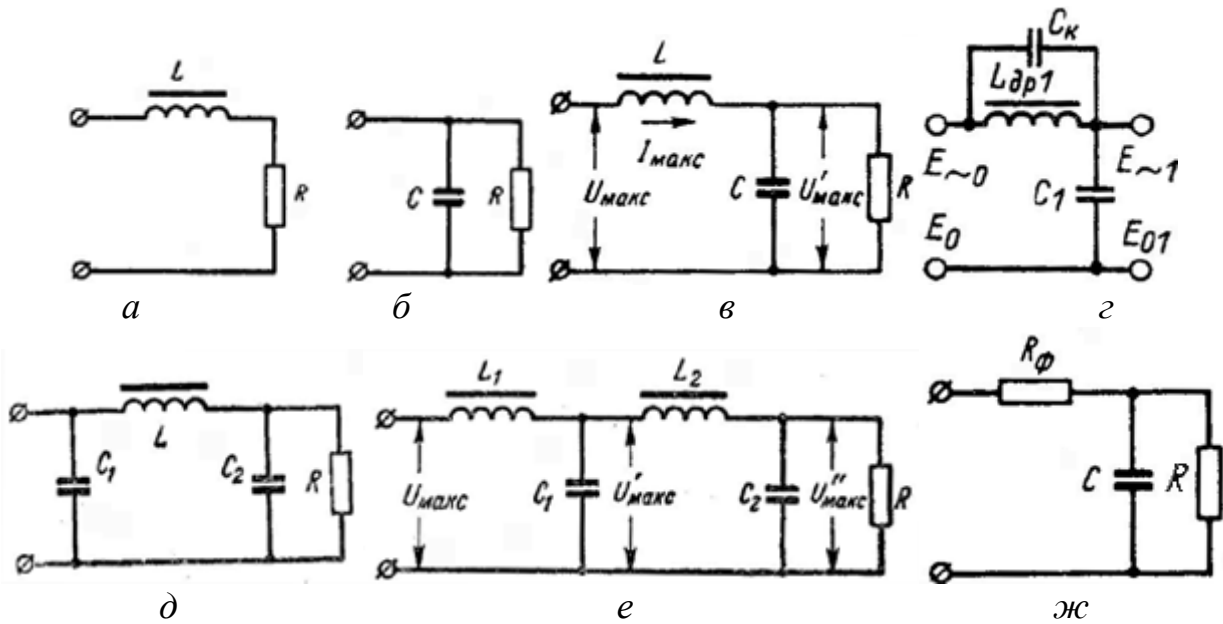 L
R
а
C
R
б
L
Iмакс
Uмакс
C
U'макс
R
в
Cк
Lдр1
E~0
E~1
C1
E0
E01
г
C1
L
C2
R
д
L1
L2
Uмакс
C1
U'макс
C2
U''макс
R
е
RФ
C
R
ж